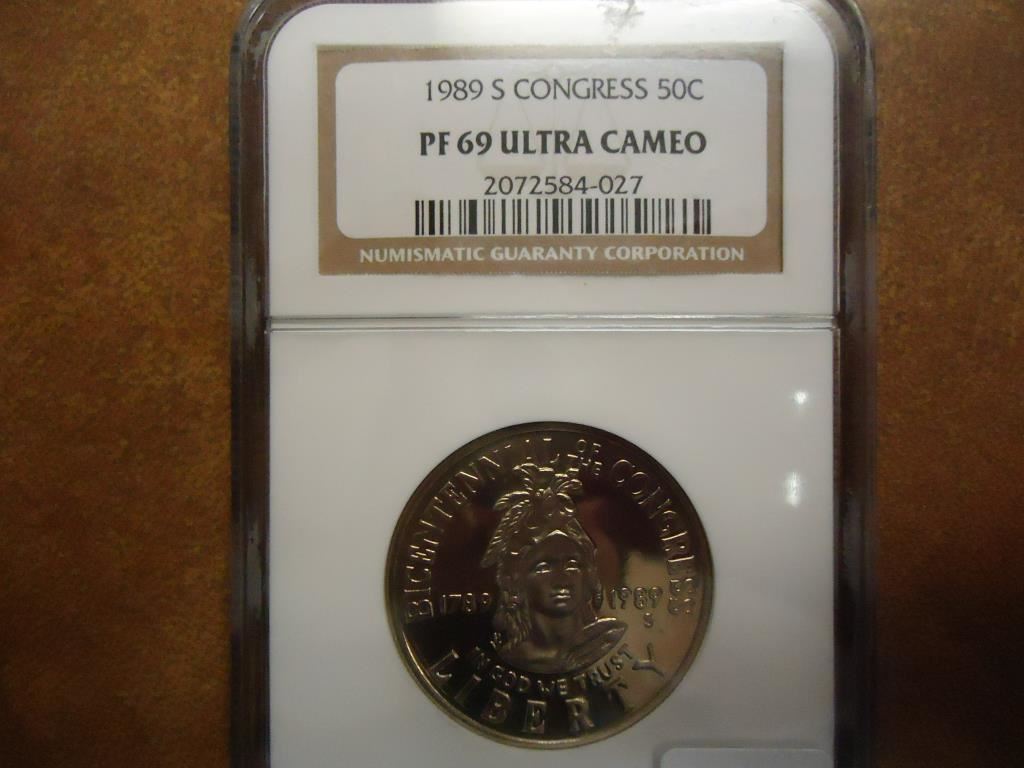 1989 S CONGRESS 50C
PF 69 ULTRA CAMEO
2072584-027
NUMISMATIC GUARANTY CORPORATION
BICENTENNIAL OF THE CONGRESS
1789 1989
S
IN GOD WE TRUST
LIBERTY